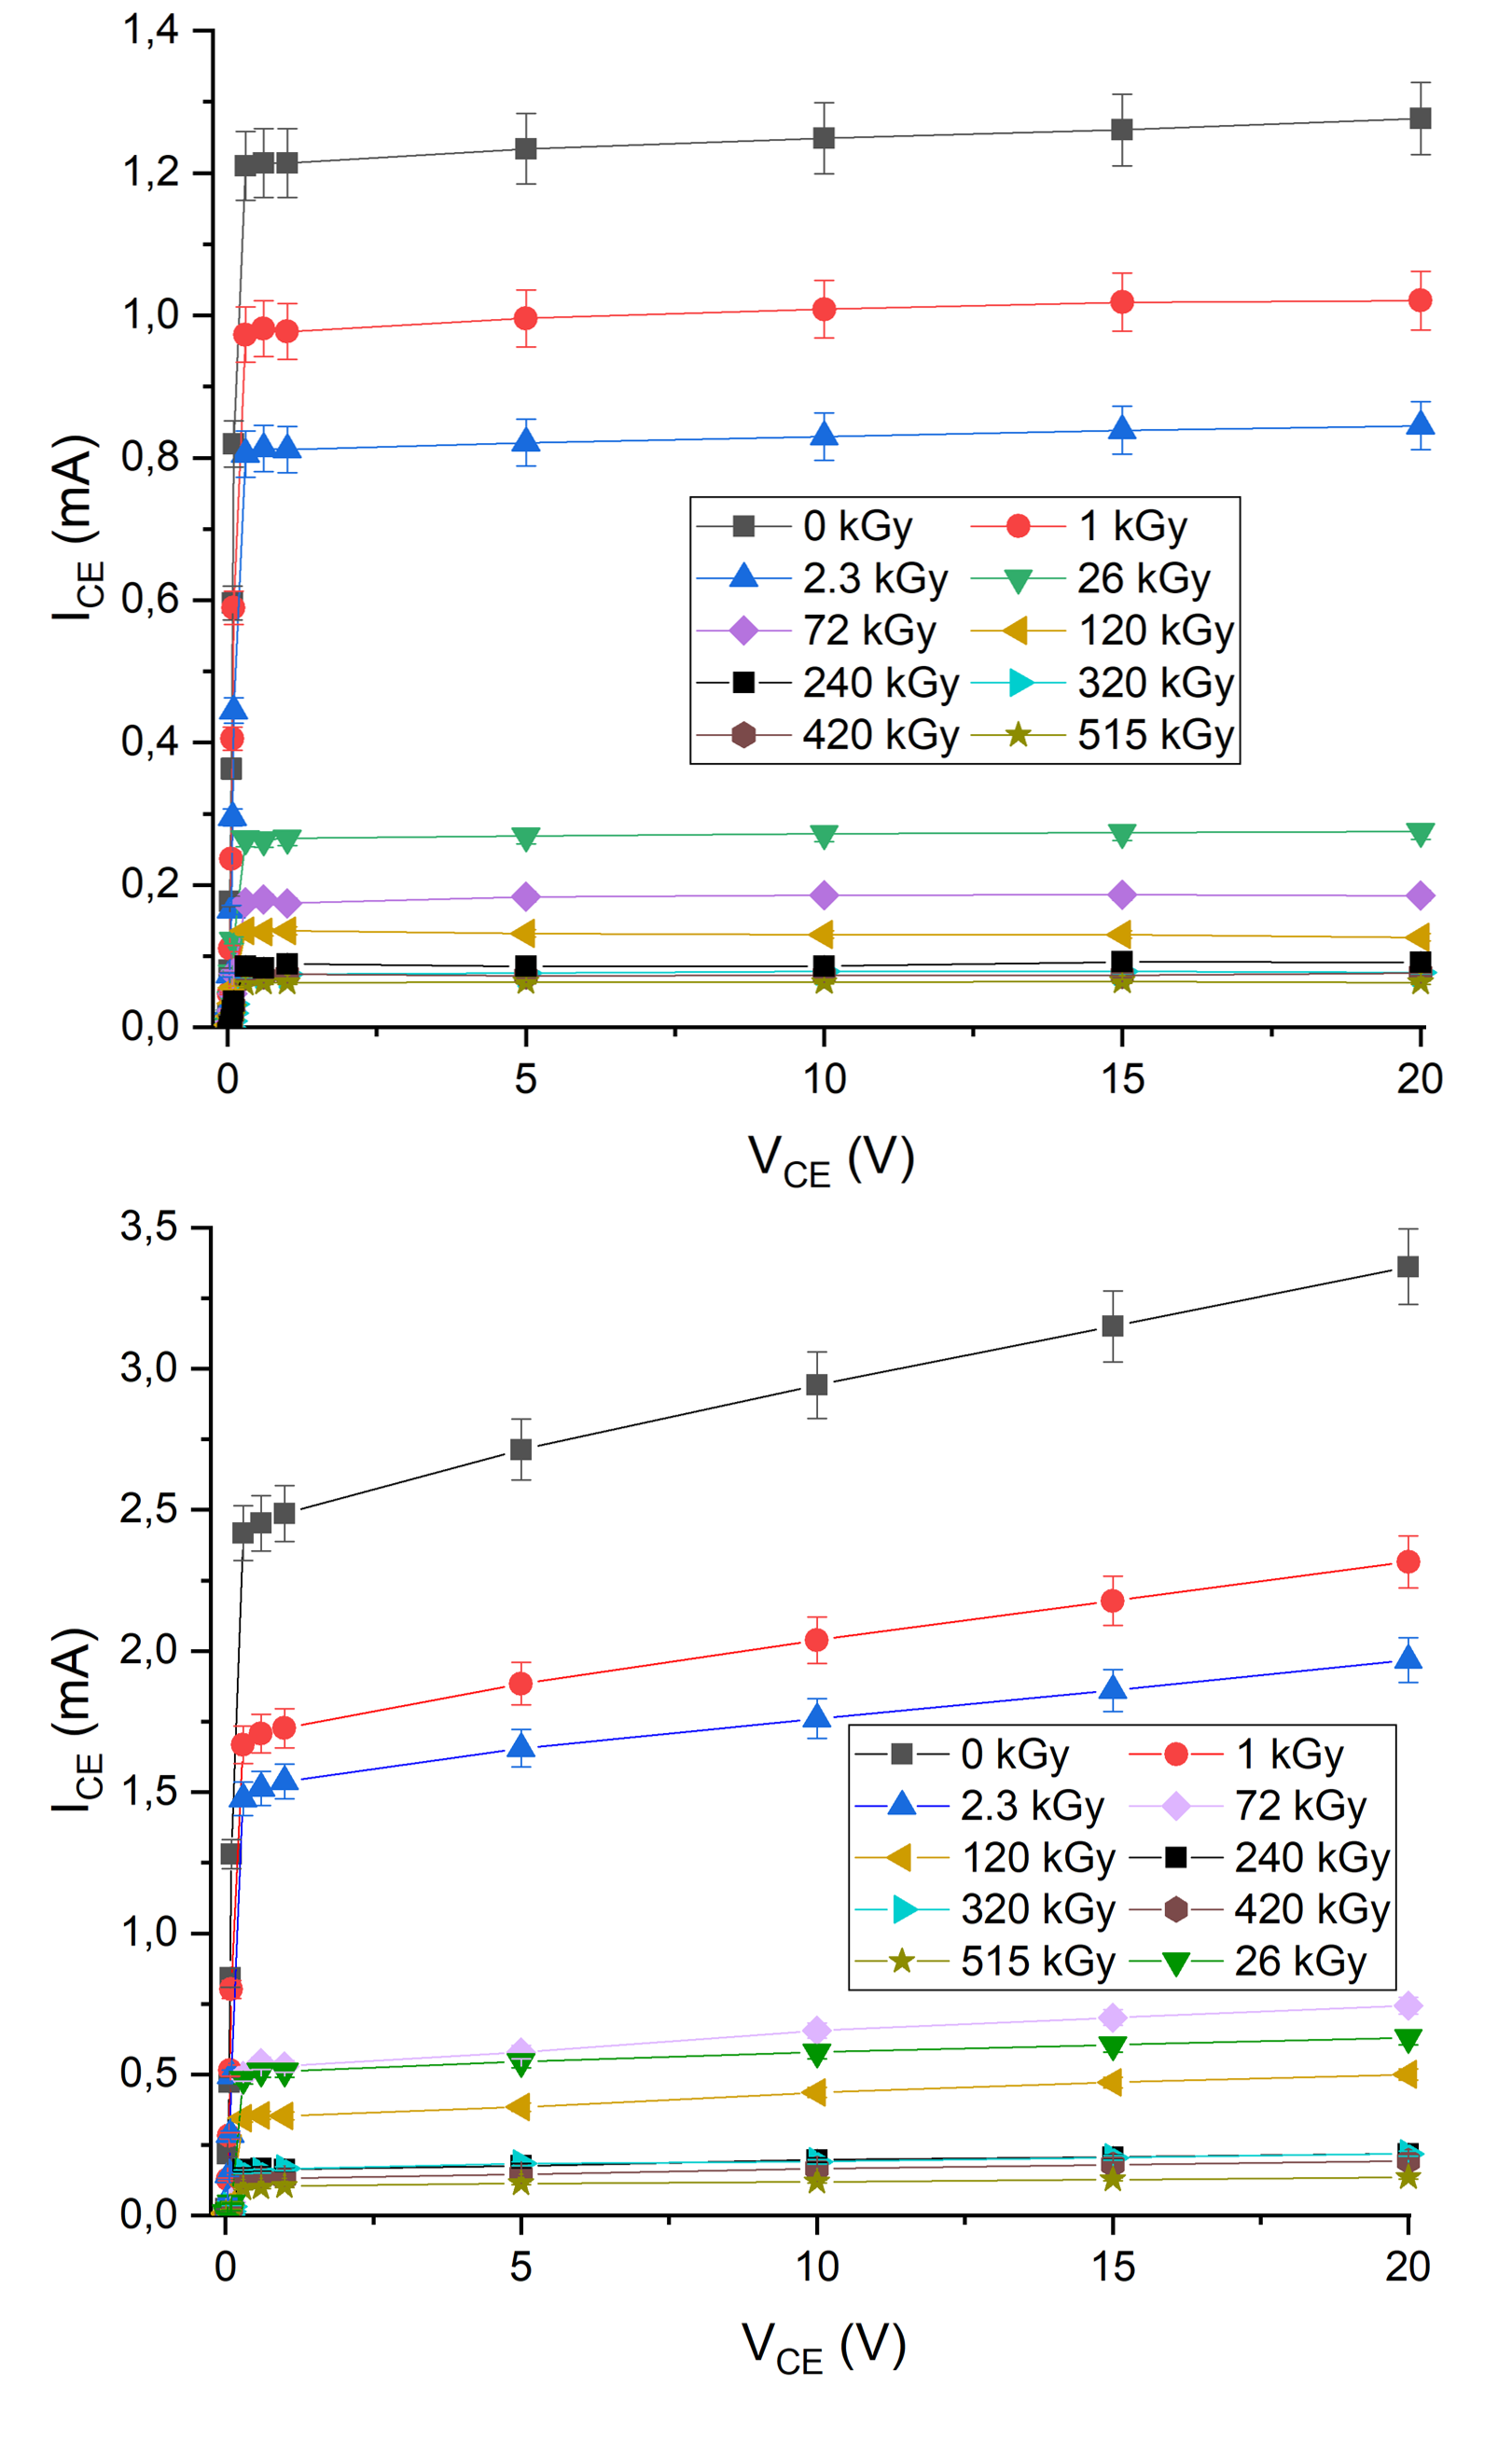 1,4
1,2
1,0
0,8
0,6
0,4
0,2
0,0
I_CE (mA)
0 kGy 1 kGy
2.3 kGy 26 kGy
72 kGy 120 kGy
240 kGy 320 kGy
420 kGy 515 kGy
0 5 10 15 20
V_CE (V)
3,5
3,0
2,5
2,0
1,5
1,0
0,5
0,0
I_CE (mA)
0 kGy 1 kGy
2.3 kGy 72 kGy
120 kGy 240 kGy
320 kGy 420 kGy
515 kGy 26 kGy
0 5 10 15 20
V_CE (V)